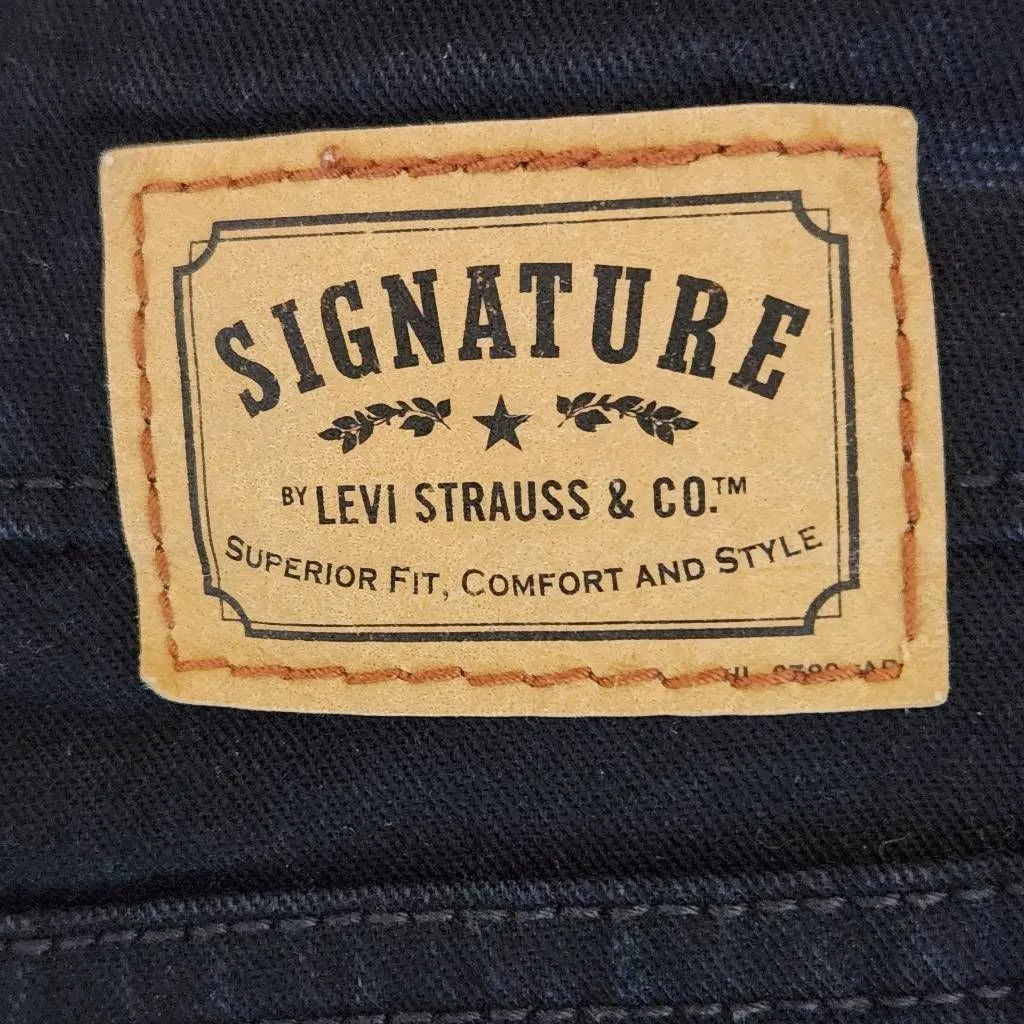 SIGNATURE
BY LEVI STRAUSS & CO.™
SUPERIOR FIT, COMFORT AND STYLE